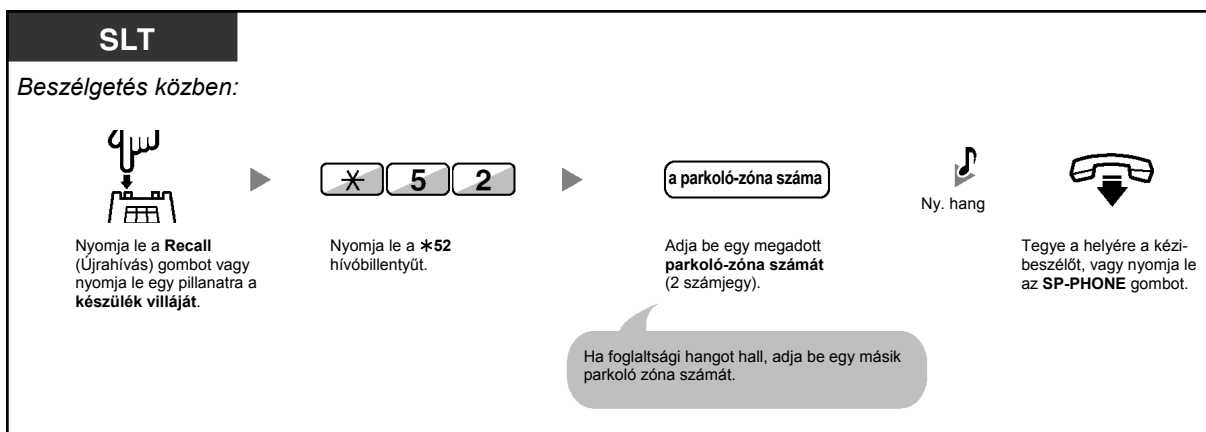 SLT
Beszélgetés közben:
✳ 5 2
a parkoló-zóna száma
Ny. hang
Nyomja le a Recall
(Újrahívás) gombot vagy
nyomja le egy pillanatra a
készülék villáját.
Nyomja le a ✳52
hívóbillentyűt.
Adja be egy megadott
parkoló-zóna számát
(2 számjegy).
Tegye a helyére a kézi-
beszélőt, vagy nyomja le
az SP-PHONE gombot.
Ha foglaltsági hangot hall, adja be egy másik
parkoló zóna számát.